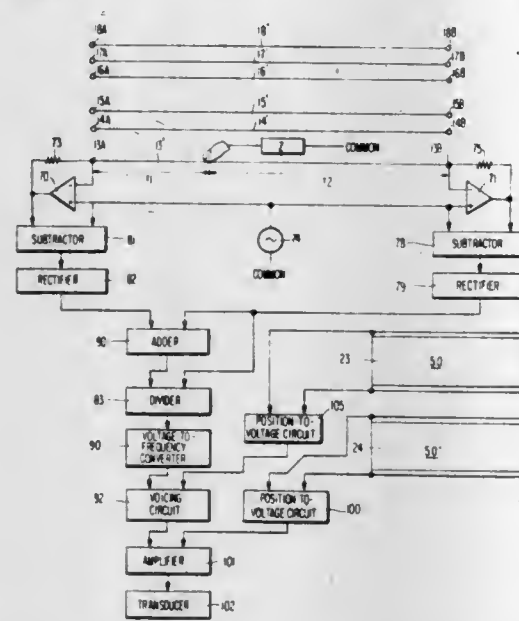 18A 18' 18B
17A 17' 17B
16A 16' 16B
15A 15' 15B
14A 14' 14B
73 13A 13' Z COMMON 13B 75
70 71
SUBTRACTOR 81 76 78 SUBTRACTOR
COMMON
RECTIFIER 82 79 RECTIFIER
90 ADDER
23 50
83 DIVIDER
POSITION TO-VOLTAGE CIRCUIT 105
90 VOLTAGE TO-FREQUENCY CONVERTER
24 50'
92 VOICING CIRCUIT
POSITION TO-VOLTAGE CIRCUIT 100
AMPLIFIER 101
TRANSDUCER 102